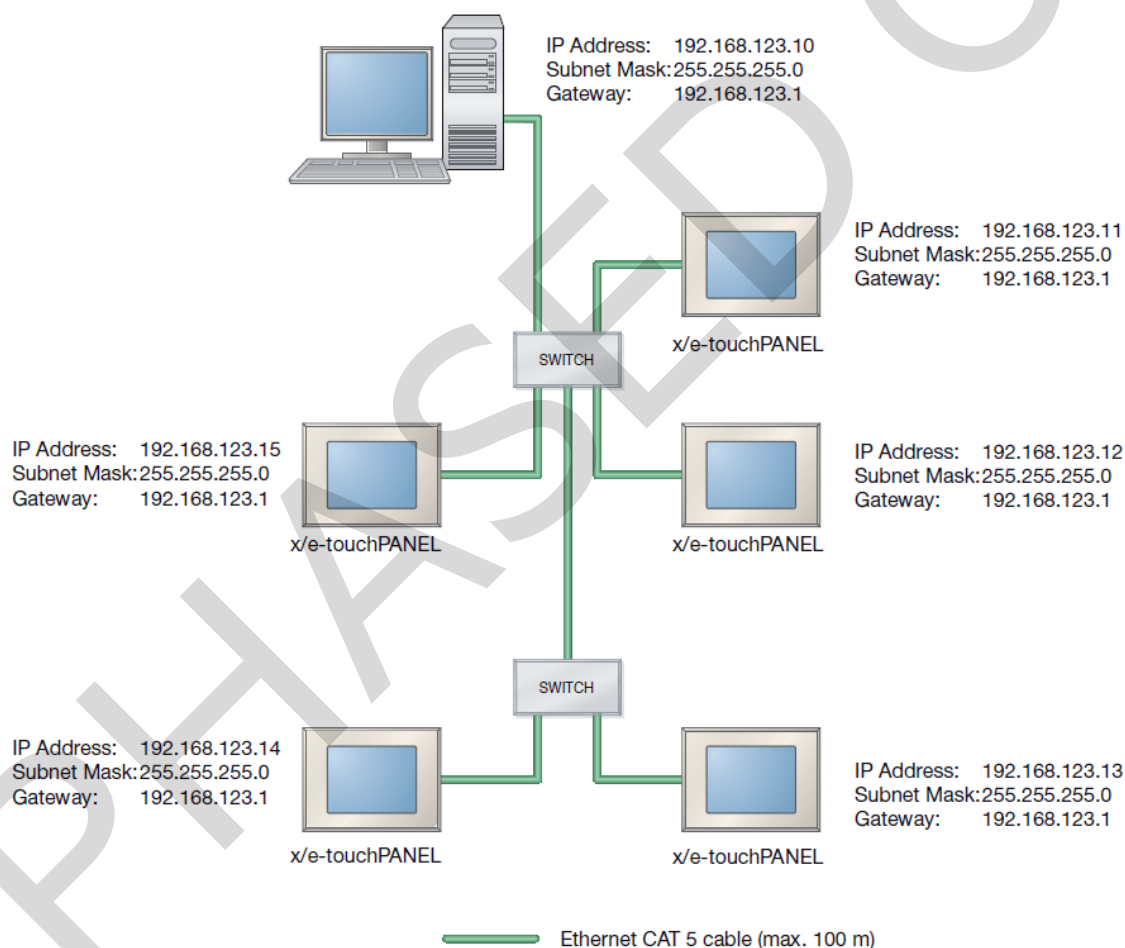 IP Address: 192.168.123.10
Subnet Mask:255.255.255.0
Gateway: 192.168.123.1
IP Address: 192.168.123.11
Subnet Mask:255.255.255.0
Gateway: 192.168.123.1
x/e-touchPANEL
SWITCH
IP Address: 192.168.123.15
Subnet Mask:255.255.255.0
Gateway: 192.168.123.1
x/e-touchPANEL
IP Address: 192.168.123.12
Subnet Mask:255.255.255.0
Gateway: 192.168.123.1
x/e-touchPANEL
SWITCH
IP Address: 192.168.123.14
Subnet Mask:255.255.255.0
Gateway: 192.168.123.1
x/e-touchPANEL
IP Address: 192.168.123.13
Subnet Mask:255.255.255.0
Gateway: 192.168.123.1
x/e-touchPANEL
Ethernet CAT 5 cable (max. 100 m)
PHASED